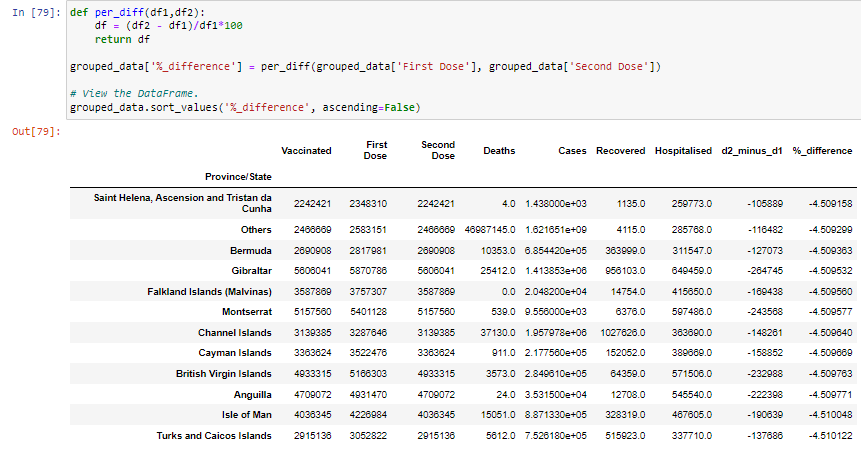 In [79]: def per_diff(df1,df2):
df = (df2 - df1)/df1*100
return df
grouped_data['%_difference'] = per_diff(grouped_data['First Dose'], grouped_data['Second Dose'])
# View the DataFrame.
grouped_data.sort_values('%_difference', ascending=False)
Out[79]:
Vaccinated First Dose Second Dose Deaths Cases Recovered Hospitalised d2_minus_d1 %_difference
Province/State
Saint Helena, Ascension and Tristan da Cunha 2242421 2348310 2242421 4.0 1.438000e+03 1135.0 259773.0 -105889 -4.509158
Others 2466669 2583151 2466669 46987145.0 1.621651e+09 4115.0 285768.0 -116482 -4.509299
Bermuda 2690908 2817981 2690908 10353.0 6.854420e+05 363999.0 311547.0 -127073 -4.509363
Gibraltar 5606041 5870786 5606041 25412.0 1.413853e+06 956103.0 649459.0 -264745 -4.509532
Falkland Islands (Malvinas) 3587869 3757307 3587869 0.0 2.048200e+04 14754.0 415650.0 -169438 -4.509560
Montserrat 5157560 5401128 5157560 539.0 9.556000e+03 6376.0 597486.0 -243568 -4.509577
Channel Islands 3139385 3287646 3139385 37130.0 1.957978e+06 1027626.0 363690.0 -148261 -4.509640
Cayman Islands 3363624 3522476 3363624 911.0 2.177560e+05 152052.0 389669.0 -158852 -4.509669
British Virgin Islands 4933315 5166303 4933315 3573.0 2.849610e+05 64359.0 571506.0 -232988 -4.509763
Anguilla 4709072 4931470 4709072 24.0 3.531500e+04 12708.0 545540.0 -222398 -4.509771
Isle of Man 4036345 4226984 4036345 15051.0 8.871330e+05 328319.0 467605.0 -190639 -4.510048
Turks and Caicos Islands 2915136 3052822 2915136 5612.0 7.526180e+05 515923.0 337710.0 -137686 -4.510122